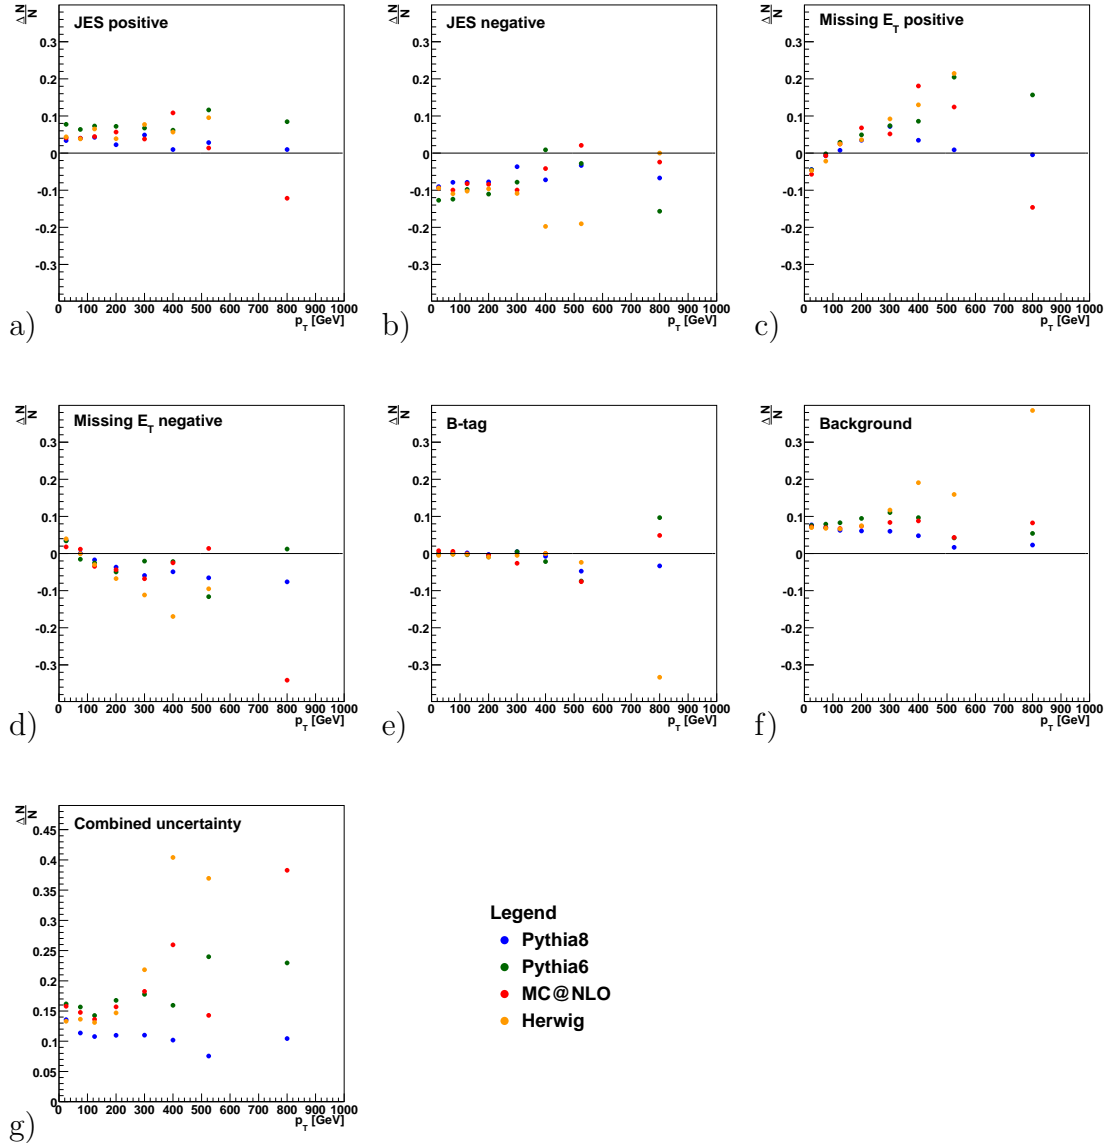 ΔN/N
JES positive
0.3
0.2
0.1
0
-0.1
-0.2
-0.3
0 100 200 300 400 500 600 700 800 900 1000
p_T [GeV]
a)
ΔN/N
JES negative
0.3
0.2
0.1
0
-0.1
-0.2
-0.3
0 100 200 300 400 500 600 700 800 900 1000
p_T [GeV]
b)
ΔN/N
Missing E_T positive
0.3
0.2
0.1
0
-0.1
-0.2
-0.3
0 100 200 300 400 500 600 700 800 900 1000
p_T [GeV]
c)
ΔN/N
Missing E_T negative
0.3
0.2
0.1
0
-0.1
-0.2
-0.3
0 100 200 300 400 500 600 700 800 900 1000
p_T [GeV]
d)
ΔN/N
B-tag
0.3
0.2
0.1
0
-0.1
-0.2
-0.3
0 100 200 300 400 500 600 700 800 900 1000
p_T [GeV]
e)
ΔN/N
Background
0.3
0.2
0.1
0
-0.1
-0.2
-0.3
0 100 200 300 400 500 600 700 800 900 1000
p_T [GeV]
f)
ΔN/N
Combined uncertainty
0.45
0.4
0.35
0.3
0.25
0.2
0.15
0.1
0.05
0
0 100 200 300 400 500 600 700 800 900 1000
p_T [GeV]
g)
Legend
Pythia8
Pythia6
MC@NLO
Herwig